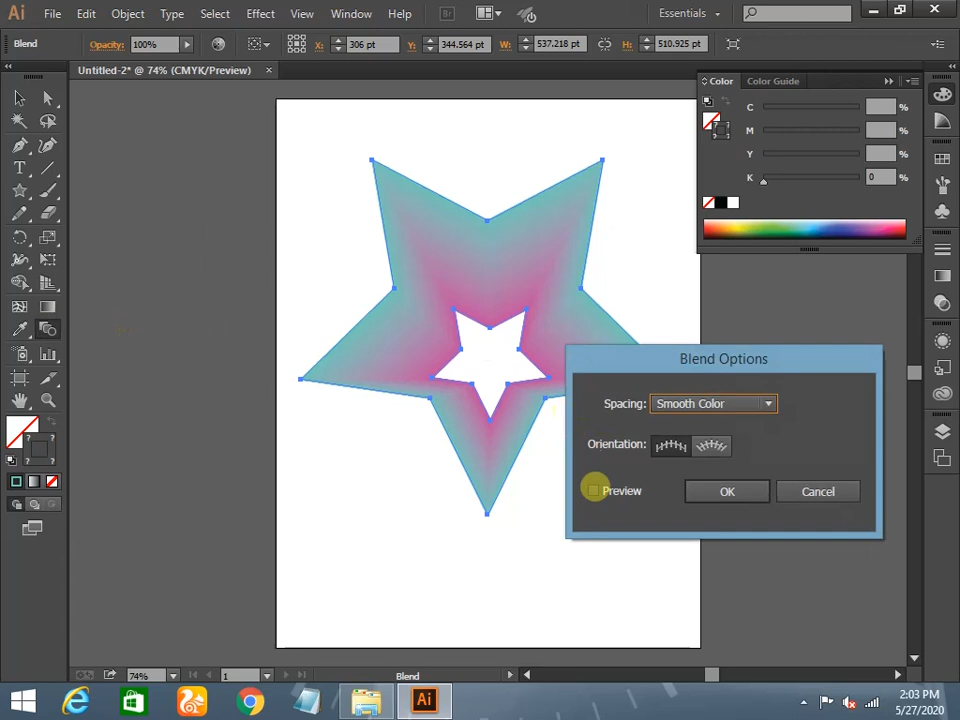 Ai File Edit Object Type Select Effect View Window Help Br Essentials
Blend Opacity: 100% X: 306 pt Y: 344.564 pt W: 537.218 pt H: 510.925 pt
Untitled-2* @ 74% (CMYK/Preview) ×
Color Color Guide
C %
M %
Y %
K 0 %
T
Blend Options
Spacing: Smooth Color
Orientation:
Preview OK Cancel
? ?
? ?
74% 1 Blend
Ai
2:03 PM
5/27/2020